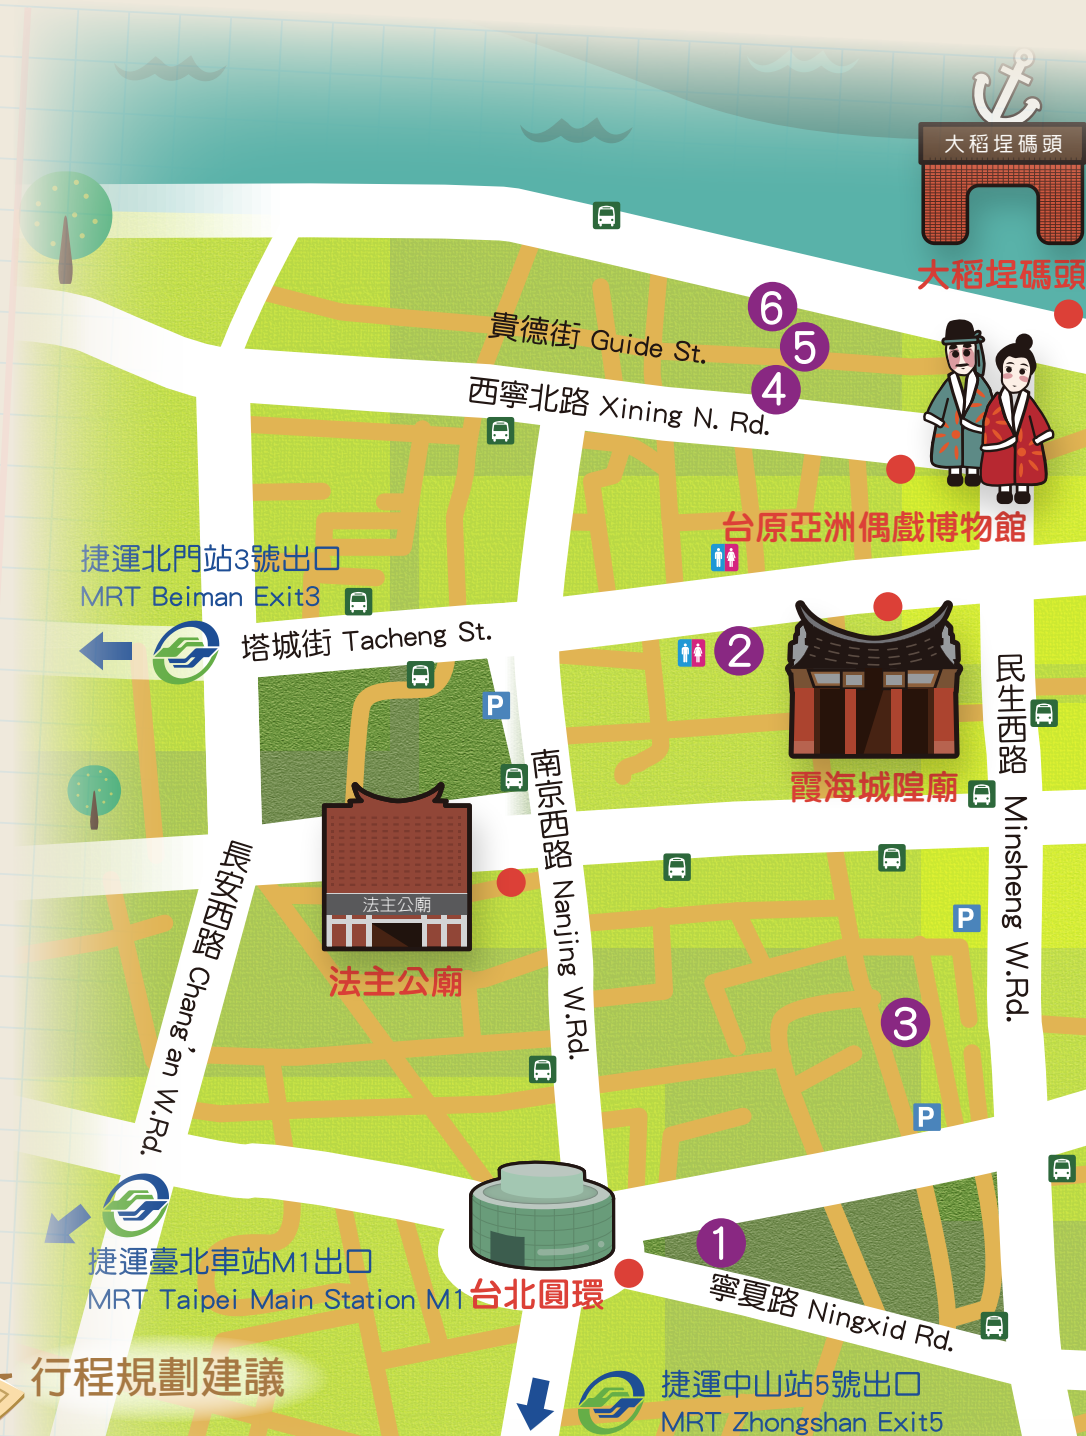 大稻埕碼頭
大稻埕碼頭
6
貴德街 Guide St.
5
4
西寧北路 Xining N. Rd.
台原亞洲偶戲博物館
捷運北門站3號出口
MRT Beiman Exit3
塔城街 Tacheng St.
2
P
民生西路 Minsheng W.Rd.
南京西路 Nanjing W.Rd.
霞海城隍廟
長安西路 Chang'an W.Rd.
法主公廟
法主公廟
P
3
P
1
捷運臺北車站M1出口
MRT Taipei Main Station M1
台北圓環
寧夏路 Ningxid Rd.
行程規劃建議
捷運中山站5號出口
MRT Zhongshan Exit5